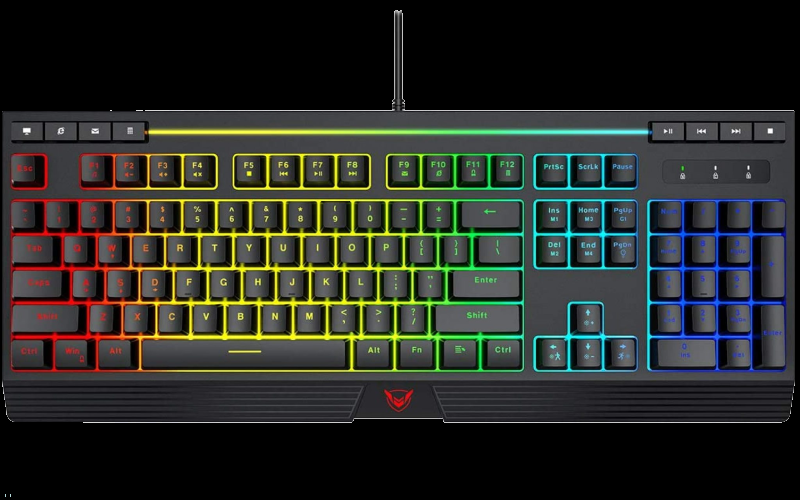 Esc F1 F2 F3 F4 F5 F6 F7 F8 F9 F10 F11 F12 PrtSc ScrLk Pause
! @ # $ % ^ & * ( ) _ +
1 2 3 4 5 6 7 8 9 0 - = ← Ins Home PgUp
M1 M3 G1
Tab Q W E R T Y U I O P { } | Del End PgDn
[ ] \ M2 M4
Caps A S D F G H J K L : " Enter
; '
Shift Z X C V B N M < > ? Shift ↑
, . /
Ctrl Win Alt Alt Fn Ctrl ← ↓ → 0 Del Enter
Ins